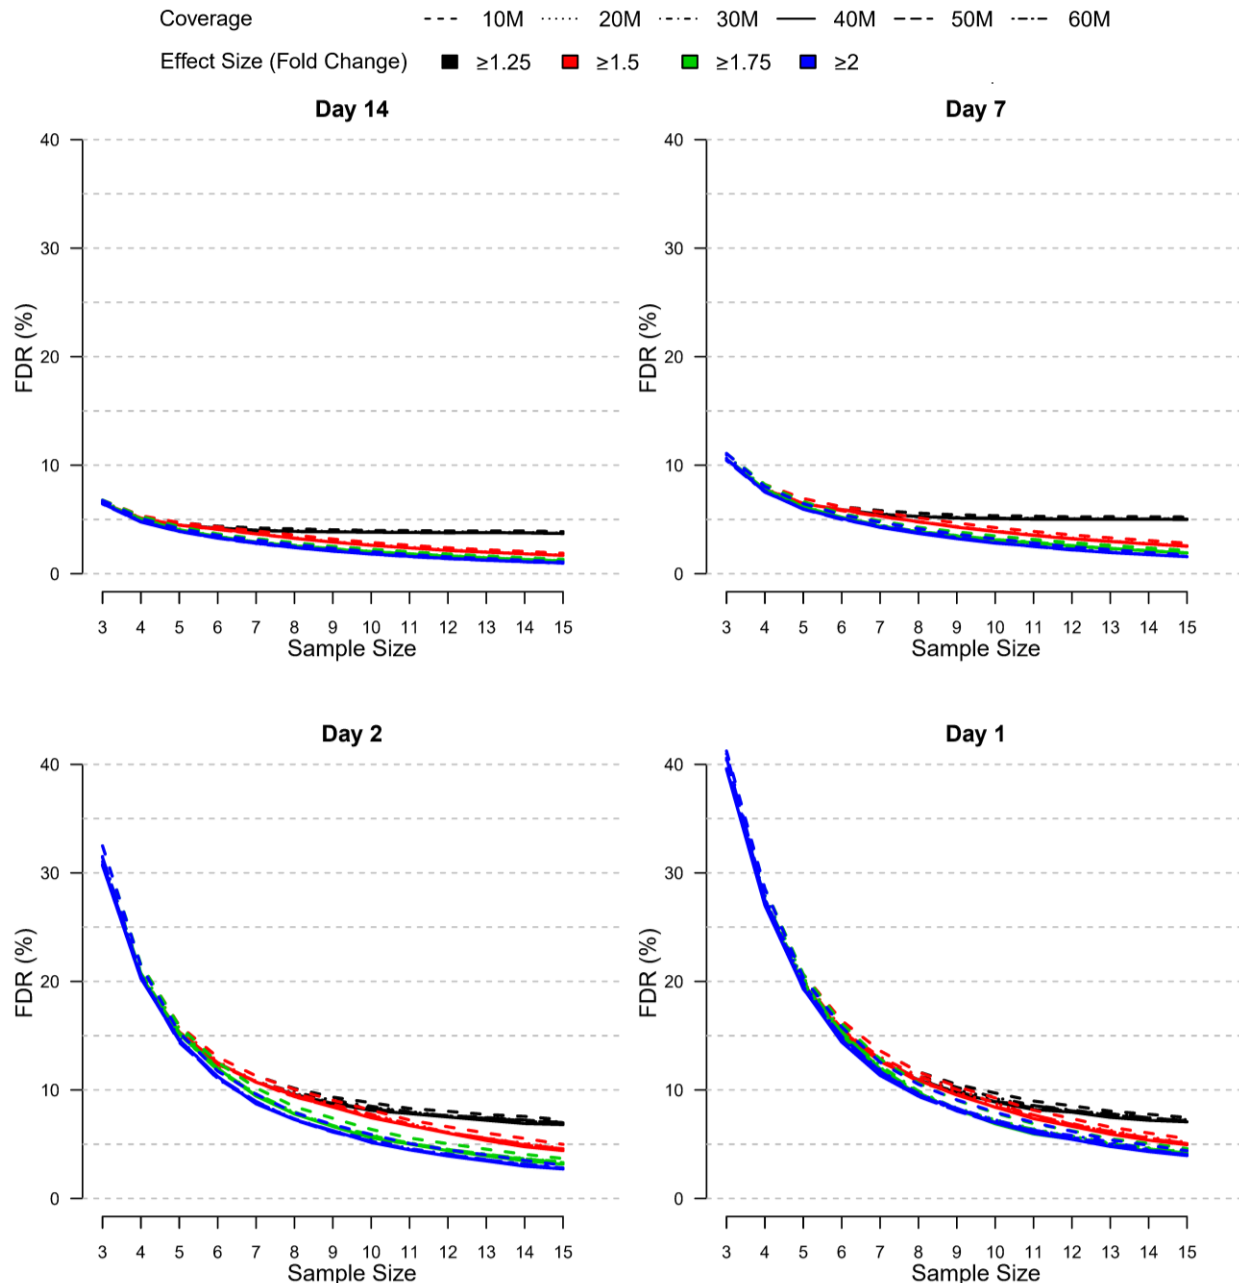 Coverage 10M 20M 30M 40M 50M 60M
Effect Size (Fold Change) ≥1.25 ≥1.5 ≥1.75 ≥2
Day 14
40
30
20
10
0
FDR (%)
3 4 5 6 7 8 9 10 11 12 13 14 15
Sample Size
Day 7
40
30
20
10
0
FDR (%)
3 4 5 6 7 8 9 10 11 12 13 14 15
Sample Size
Day 2
40
30
20
10
0
FDR (%)
3 4 5 6 7 8 9 10 11 12 13 14 15
Sample Size
Day 1
40
30
20
10
0
FDR (%)
3 4 5 6 7 8 9 10 11 12 13 14 15
Sample Size